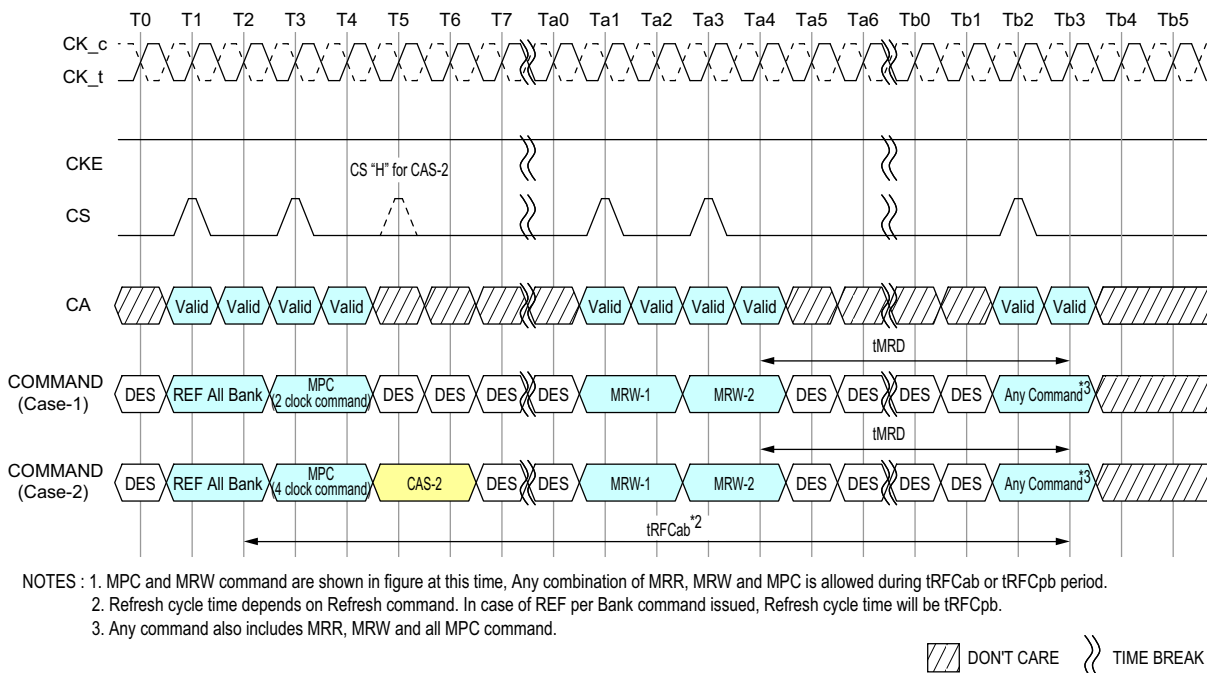 T0 T1 T2 T3 T4 T5 T6 T7 Ta0 Ta1 Ta2 Ta3 Ta4 Ta5 Ta6 Tb0 Tb1 Tb2 Tb3 Tb4 Tb5
CK_c
CK_t
CKE
CS "H" for CAS-2
CS
CA Valid Valid Valid Valid Valid Valid Valid Valid Valid Valid
tMRD
COMMAND
(Case-1)
DES REF All Bank MPC (2 clock command) DES DES DES DES MRW-1 MRW-2 DES DES DES DES Any Command*3
tMRD
COMMAND
(Case-2)
DES REF All Bank MPC (4 clock command) CAS-2 DES DES MRW-1 MRW-2 DES DES DES DES Any Command*3
tRFCab*2
NOTES : 1. MPC and MRW command are shown in figure at this time, Any combination of MRR, MRW and MPC is allowed during tRFCab or tRFCpb period.
2. Refresh cycle time depends on Refresh command. In case of REF per Bank command issued, Refresh cycle time will be tRFCpb.
3. Any command also includes MRR, MRW and all MPC command.
DON'T CARE TIME BREAK